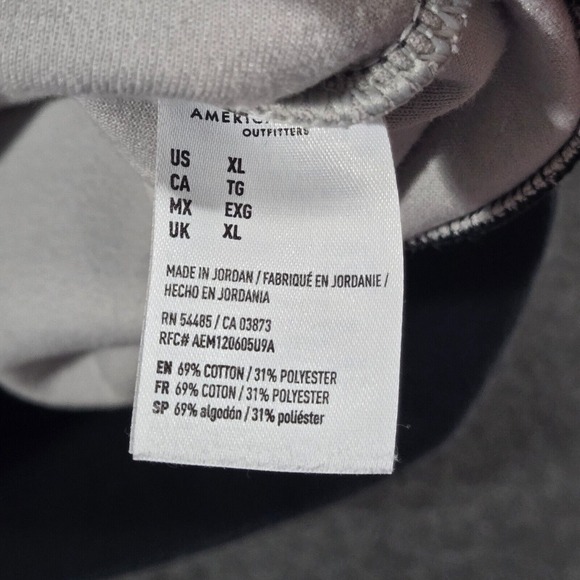 OUTFITTERS
US XL
CA TG
MX EXG
UK XL
MADE IN JORDAN / FABRIQUÉ EN JORDANIE /
HECHO EN JORDANIA
RN 54485 / CA 03873
RFC# AEM120605U9A
EN 69% COTTON / 31% POLYESTER
FR 69% COTON / 31% POLYESTER
SP 69% algodón / 31% poliéster